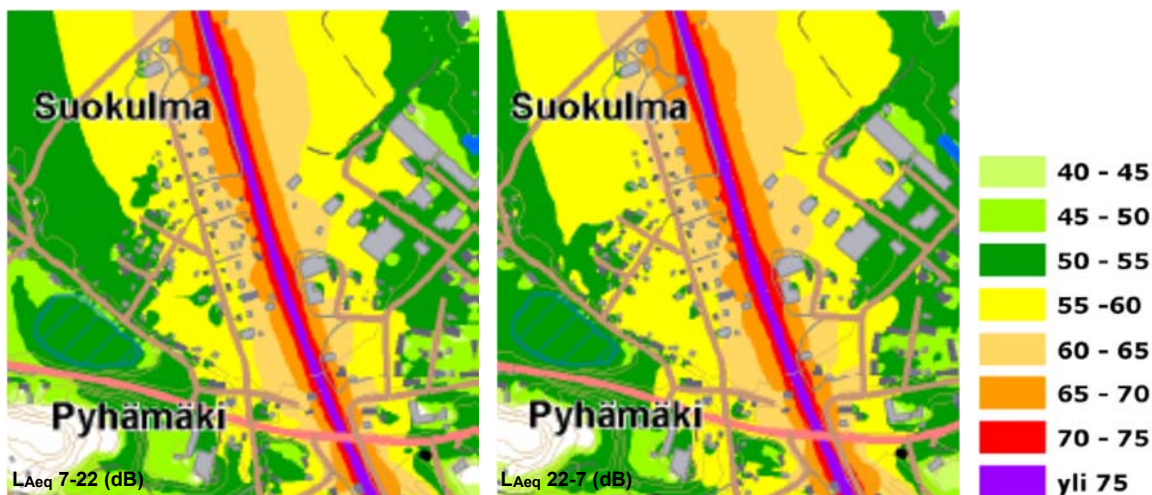 Suokulma
Pyhämäki
LAeq 7-22 (dB)
Suokulma
Pyhämäki
LAeq 22-7 (dB)
40 - 45
45 - 50
50 - 55
55 -60
60 - 65
65 - 70
70 - 75
yli 75